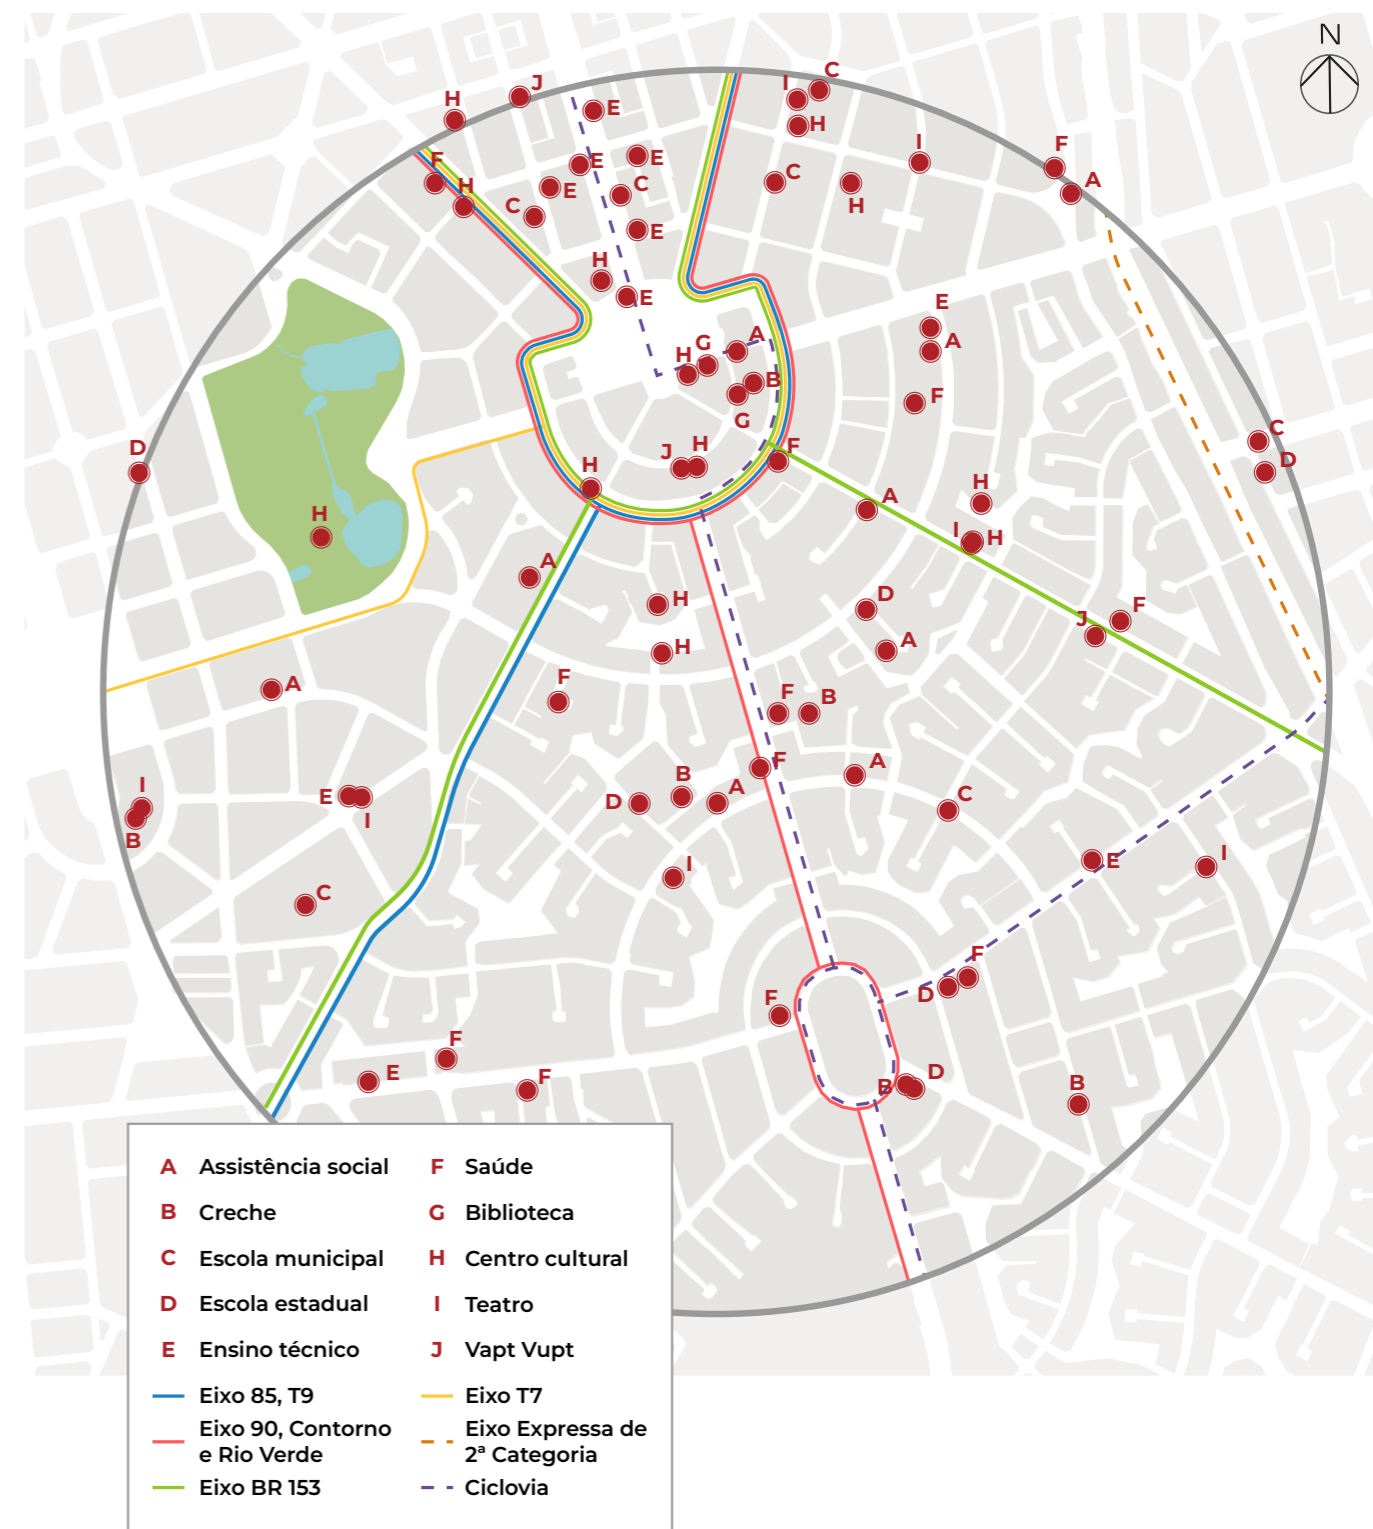 N
C
J
I
H
E
H
I
F
E
F
E
C
A
H
E
C
C
H
E
H
E
E
A
A
G
H
F
B
G
C
F
H
J
D
D
H
H
A
H
I
H
A
H
D
F
J
A
H
A
F
F
B
F
A
I
B
A
C
E
D
I
B
I
E
I
C
F
D
F
F
E
B
D
B
F
A Assistência social
B Creche
C Escola municipal
D Escola estadual
E Ensino técnico
Eixo 85, T9
Eixo 90, Contorno
e Rio Verde
Eixo BR 153
F Saúde
G Biblioteca
H Centro cultural
I Teatro
J Vapt Vupt
Eixo T7
Eixo Expressa de
2ª Categoria
Ciclovia